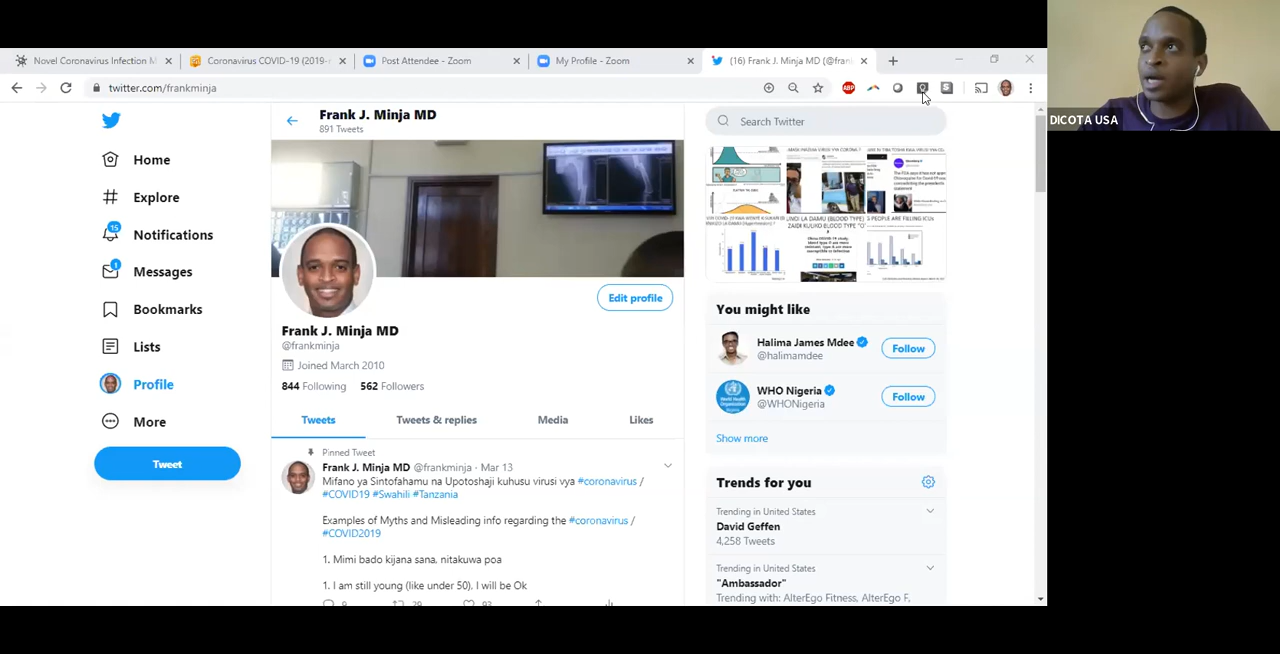 Novel Coronavirus Infection M
Coronavirus COVID-19 (2019-n
Post Attendee - Zoom
My Profile - Zoom
(16) Frank J. Minja MD (@frank
twitter.com/frankminja
ABP
DICOTA USA
Home
Explore
15
Notifications
1
Messages
Bookmarks
Lists
Profile
More
Tweet
Frank J. Minja MD
891 Tweets
Edit profile
Frank J. Minja MD
@frankminja
Joined March 2010
844 Following 562 Followers
Tweets Tweets & replies Media Likes
Pinned Tweet
Frank J. Minja MD @frankminja · Mar 13
Mifano ya Sintofahamu na Upotoshaji kuhusu virusi vya #coronavirus /
#COVID19 #Swahili #Tanzania
Examples of Myths and Misleading info regarding the #coronavirus /
#COVID2019
1. Mimi bado kijana sana, nitakuwa poa
1. I am still young (like under 50), I will be Ok
9 29 93
Search Twitter
You might like
Halima James Mdee
@halimamdee
Follow
WHO Nigeria
@WHONigeria
Follow
Show more
Trends for you
Trending in United States
David Geffen
4,258 Tweets
Trending in United States
"Ambassador"
Trending with: AlterEgo Fitness, AlterEgo F,